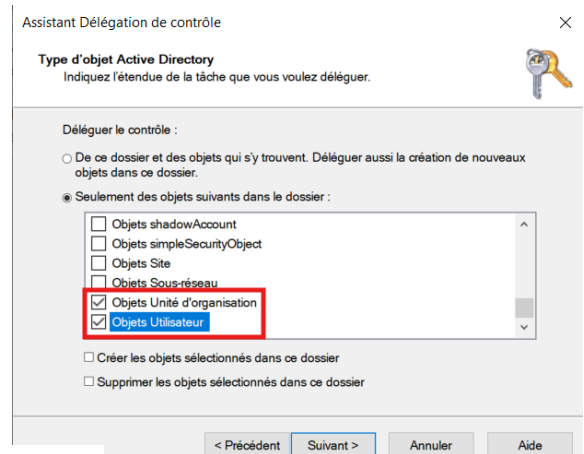 Assistant Délégation de contrôle
Type d'objet Active Directory
Indiquez l'étendue de la tâche que vous voulez déléguer.
Déléguer le contrôle :
De ce dossier et des objets qui s'y trouvent. Déléguer aussi la création de nouveaux
objets dans ce dossier.
Seulement des objets suivants dans le dossier :
Objets shadowAccount
Objets simpleSecurityObject
Objets Site
Objets Sous-réseau
Objets Unité d'organisation
Objets Utilisateur
Créer les objets sélectionnés dans ce dossier
Supprimer les objets sélectionnés dans ce dossier
< Précédent Suivant > Annuler Aide